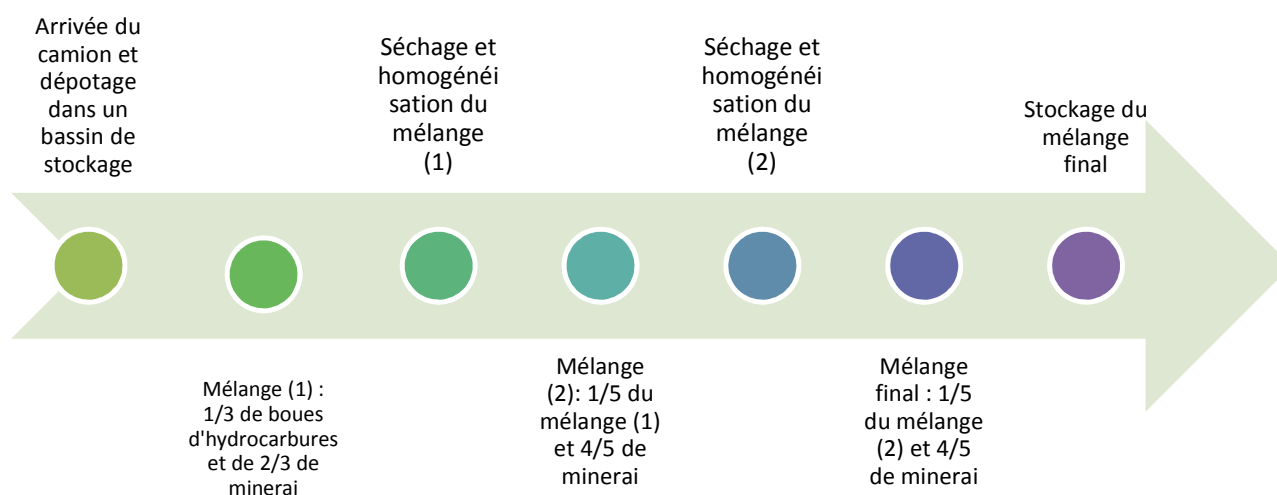 Arrivée du
camion et
dépotage
dans un
bassin de
stockage
Mélange (1) :
1/3 de boues
d'hydrocarbures
et de 2/3 de
minerai
Séchage et
homogénéi
sation du
mélange
(1)
Mélange
(2): 1/5 du
mélange (1)
et 4/5 de
minerai
Séchage et
homogénéi
sation du
mélange
(2)
Mélange
final : 1/5
du mélange
(2) et 4/5
de minerai
Stockage du
mélange
final